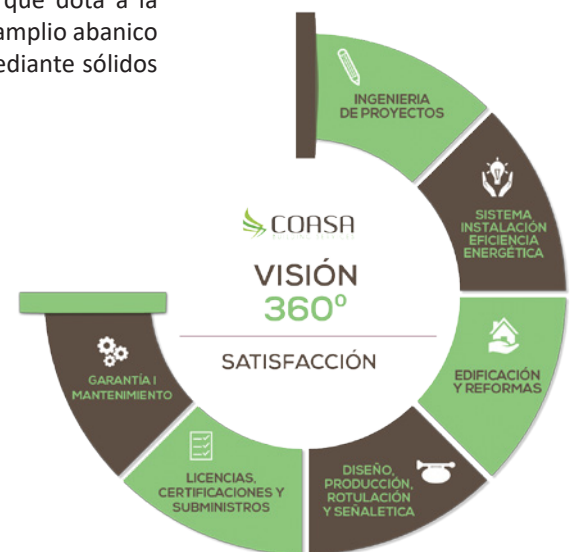 que dota a la
amplio abanico
ediante sólidos
INGENIERIA
DE PROYECTOS
SISTEMA
INSTALACIÓN
EFICIENCIA
ENERGÉTICA
COASA
VISIÓN
360º
SATISFACCIÓN
EDIFICACIÓN
Y REFORMAS
GARANTÍA I
MANTENIMIENTO
LICENCIAS,
CERTIFICACIONES Y
SUBMINISTROS
DISEÑO,
PRODUCCIÓN,
ROTULACIÓN
Y SEÑALETICA